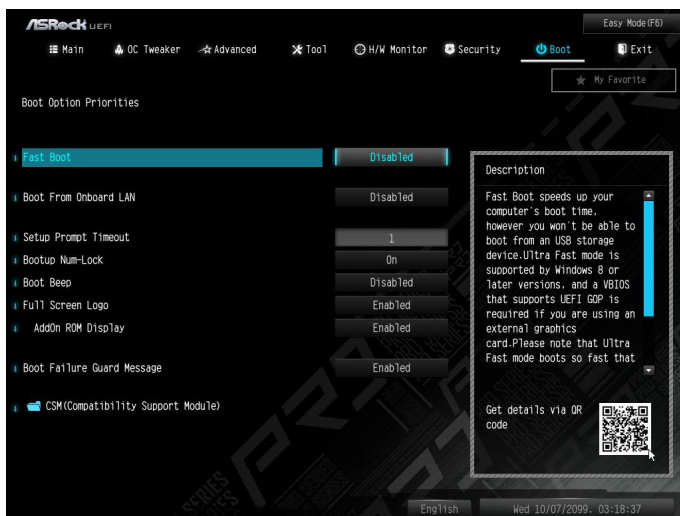 ASRock UEFI
Easy Mode(F6)
Main OC Tweaker Advanced Tool H/W Monitor Security Boot Exit
My Favorite
Boot Option Priorities
Fast Boot Disabled
Boot From Onboard LAN Disabled
Setup Prompt Timeout 1
Bootup Num-Lock On
Boot Beep Disabled
Full Screen Logo Enabled
AddOn ROM Display Enabled
Boot Failure Guard Message Enabled
CSM(Compatibility Support Module)
Description
Fast Boot speeds up your
computer's boot time.
however you won't be able to
boot from an USB storage
device.Ultra Fast mode is
supported by Windows 8 or
later versions, and a VBIOS
that supports UEFI GOP is
required if you are using an
external graphics
card.Please note that Ultra
Fast mode boots so fast that
Get details via QR
code
English
Wed 10/07/2099. 03:18:37